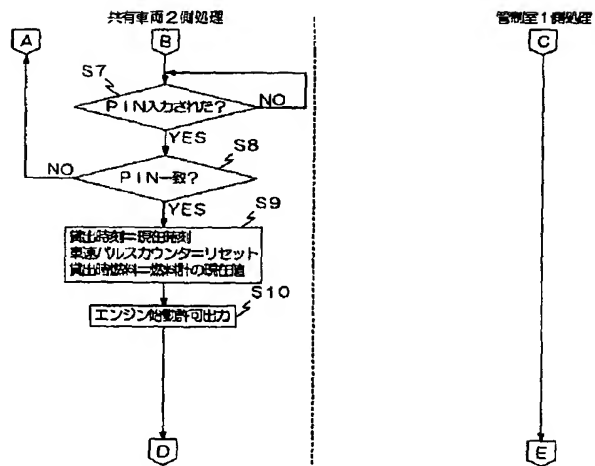 共有車両2側処理
管制室1側処理
A
B
C
S7
PIN入力された?
NO
YES
S8
NO
PIN一致?
YES
S9
貸出時刻=現在時刻
車速パルスカウンタ=リセット
貸出時燃料=燃料計の現在値
S10
エンジン始動許可出力
D
E